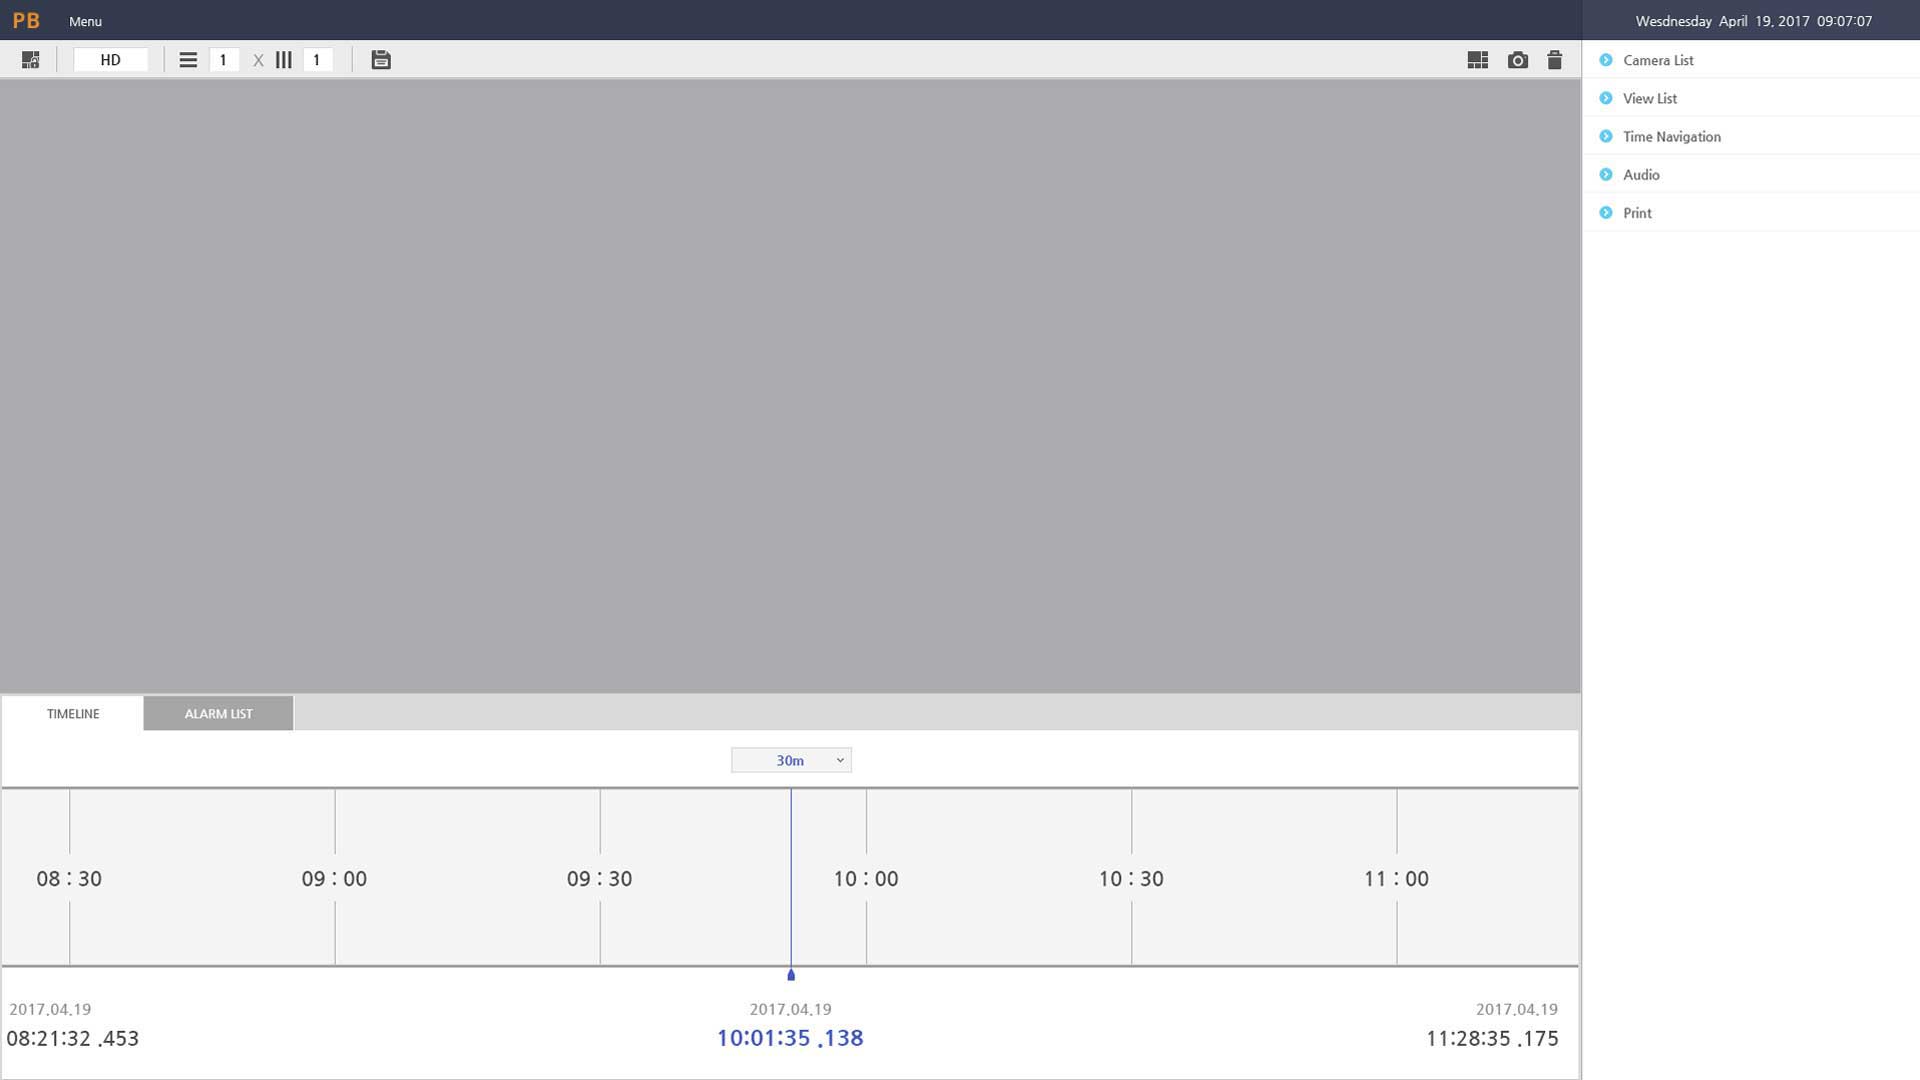 PB Menu Wesdnesday April 19, 2017 09:07:07
HD 1 X 1
Camera List
View List
Time Navigation
Audio
Print
TIMELINE ALARM LIST
30m
08 : 30 09 : 00 09 : 30 10 : 00 10 : 30 11 : 00
2017.04.19 2017.04.19 2017.04.19
08:21:32 .453 10:01:35 .138 11:28:35 .175